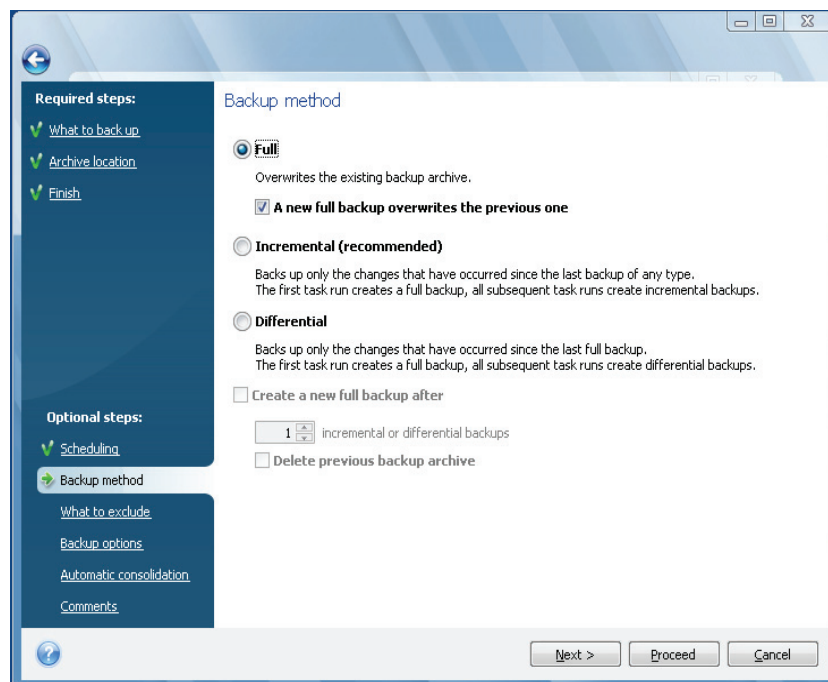 Required steps:
What to back up
Archive location
Finish
Optional steps:
Scheduling
Backup method
What to exclude
Backup options
Automatic consolidation
Comments
Backup method
Full
Overwrites the existing backup archive.
A new full backup overwrites the previous one
Incremental (recommended)
Backs up only the changes that have occurred since the last backup of any type.
The first task run creates a full backup, all subsequent task runs create incremental backups.
Differential
Backs up only the changes that have occurred since the last full backup.
The first task run creates a full backup, all subsequent task runs create differential backups.
Create a new full backup after
1 incremental or differential backups
Delete previous backup archive
?
Next >
Proceed
Cancel